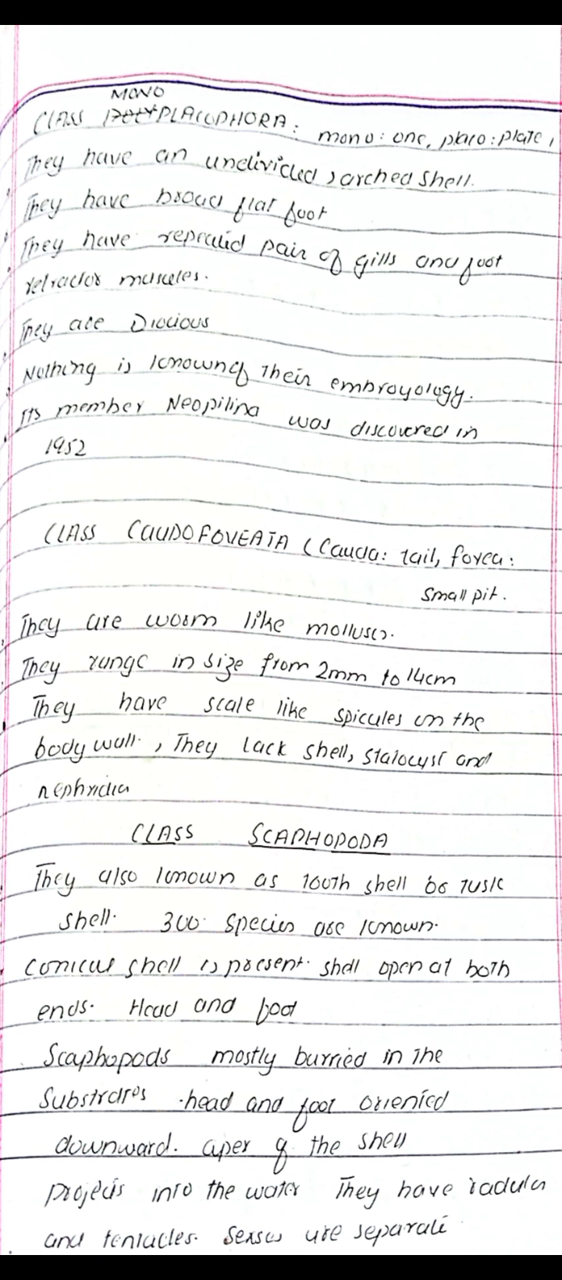 MONO
CLASS POLYPLACOPHORA: mono: one, placo: plate,
They have an undivided, arched shell.
They have broad flat foot
They have repeated pair of gills and foot
retractor muscles.
They are Diocious
Nothing is known of Their embroyology.
Its member Neopilina was discovered in
1952
CLASS CAUDOFOVEATA (Cauda: tail, fovea:
Small pit.
They are worm like molluscs.
They range in size from 2mm to 14cm
They have scale like spicules on the
body wall., They lack shell, statocyst and
nephridia
CLASS SCAPHOPODA
They also known as tooth shell or tusk
shell. 300 species are known.
Conical shell is present. shell open at both
ends. Head and foot
Scaphopods mostly burried in the
Substrates .head and foot oriented
downward. apex of the shell
projects into the water They have radula
and tentacles. Sexses are separate